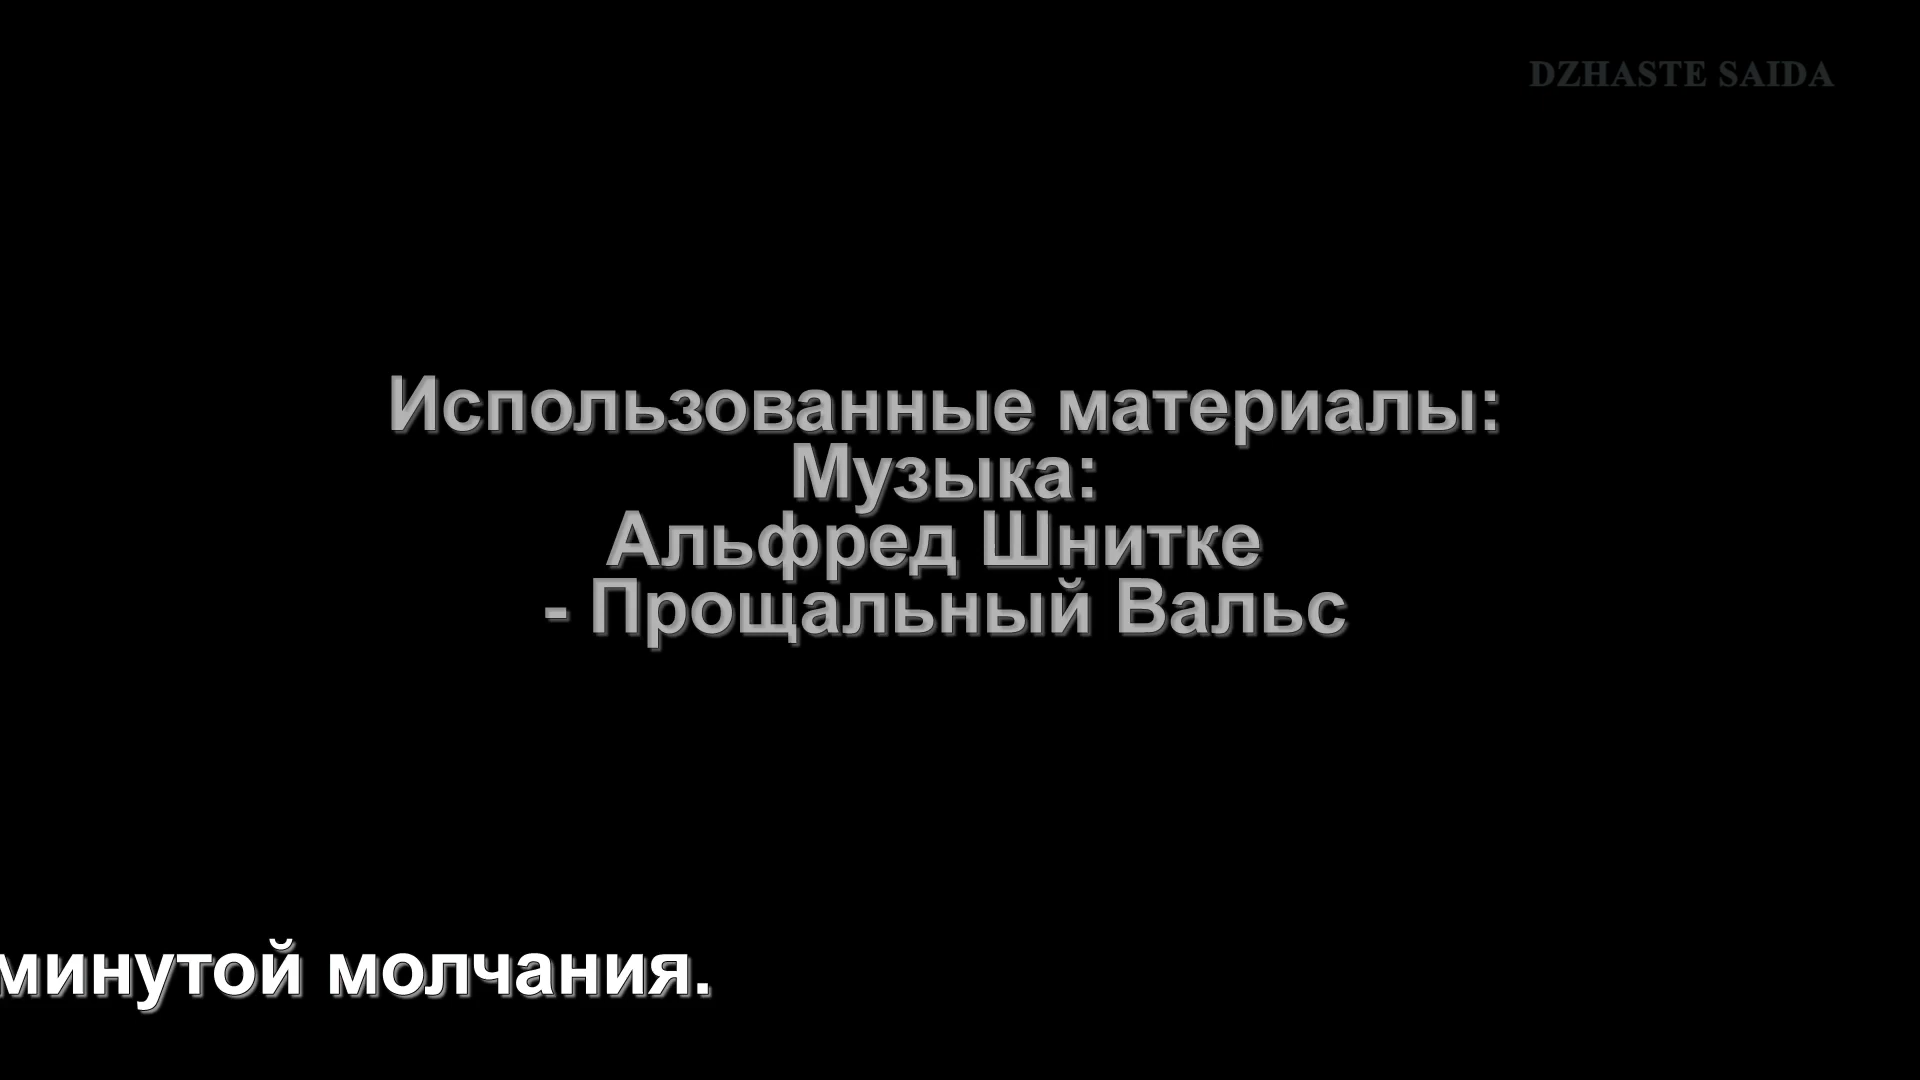 DZHASTE SAIDA
Использованные материалы:
Музыка:
Альфред Шнитке
- Прощальный Вальс
минутой молчания.